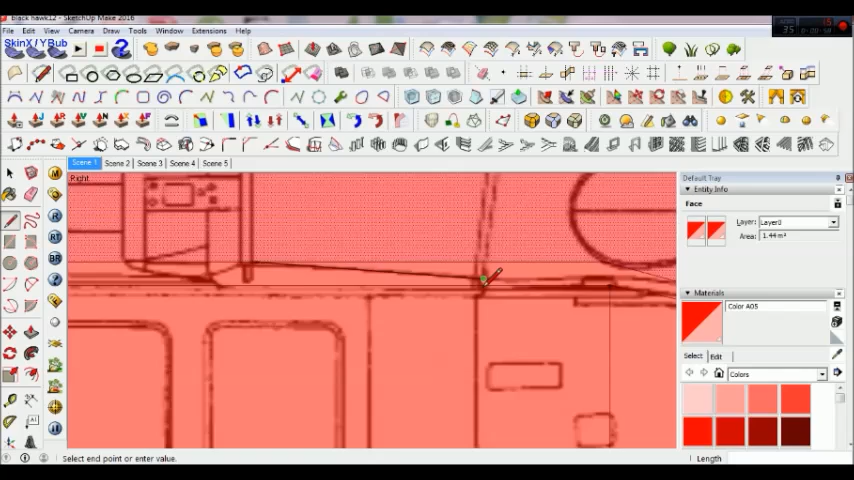 black hawk12 - SketchUp Make 2016
File Edit View Camera Draw Tools Window Extensions Help
SkinX / YBub
Scene 1 Scene 2 Scene 3 Scene 4 Scene 5
Right
Default Tray
Entity Info
Face
Layer: Layer0
Area: 1.44 m²
Materials
Color A05
Select Edit
Colors
M
R
RT
BR
Select end point or enter value.
Length